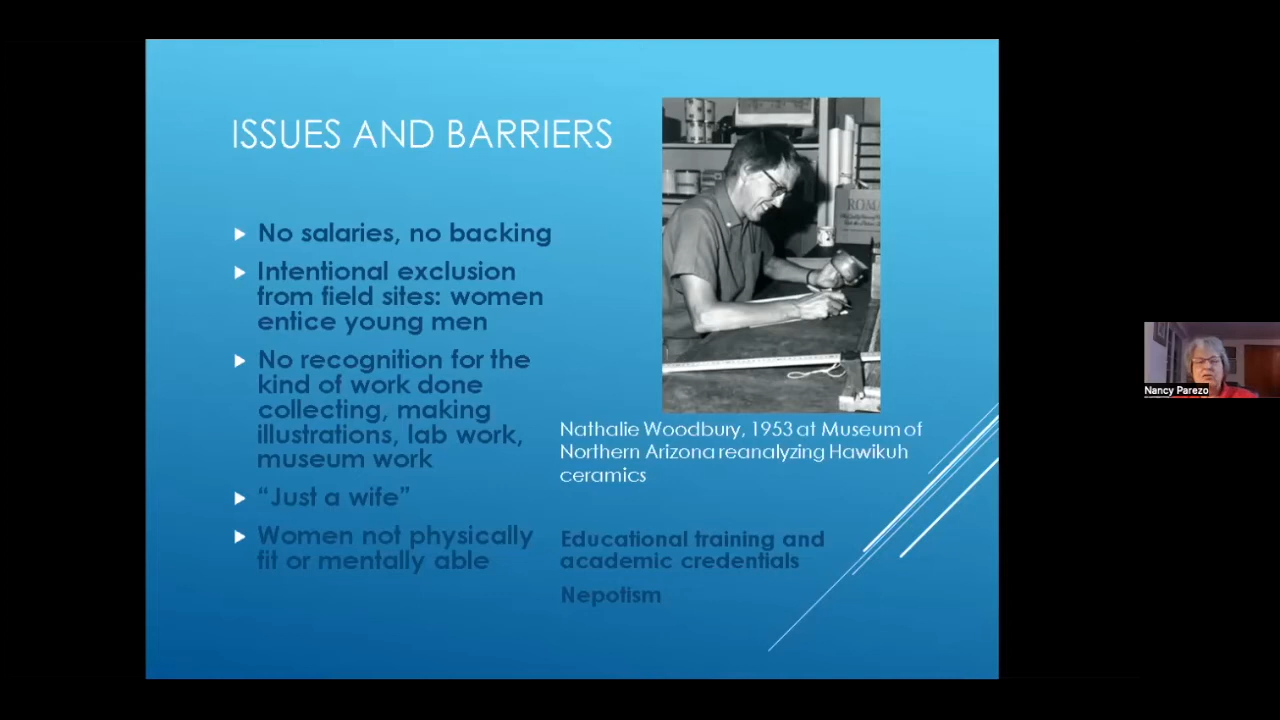 ISSUES AND BARRIERS
No salaries, no backing
Intentional exclusion
from field sites: women
entice young men
No recognition for the
kind of work done
collecting, making
illustrations, lab work,
museum work
“Just a wife”
Women not physically
fit or mentally able
ROMA
Nathalie Woodbury, 1953 at Museum of
Northern Arizona reanalyzing Hawikuh
ceramics
Educational training and
academic credentials
Nepotism
Nancy Parezo